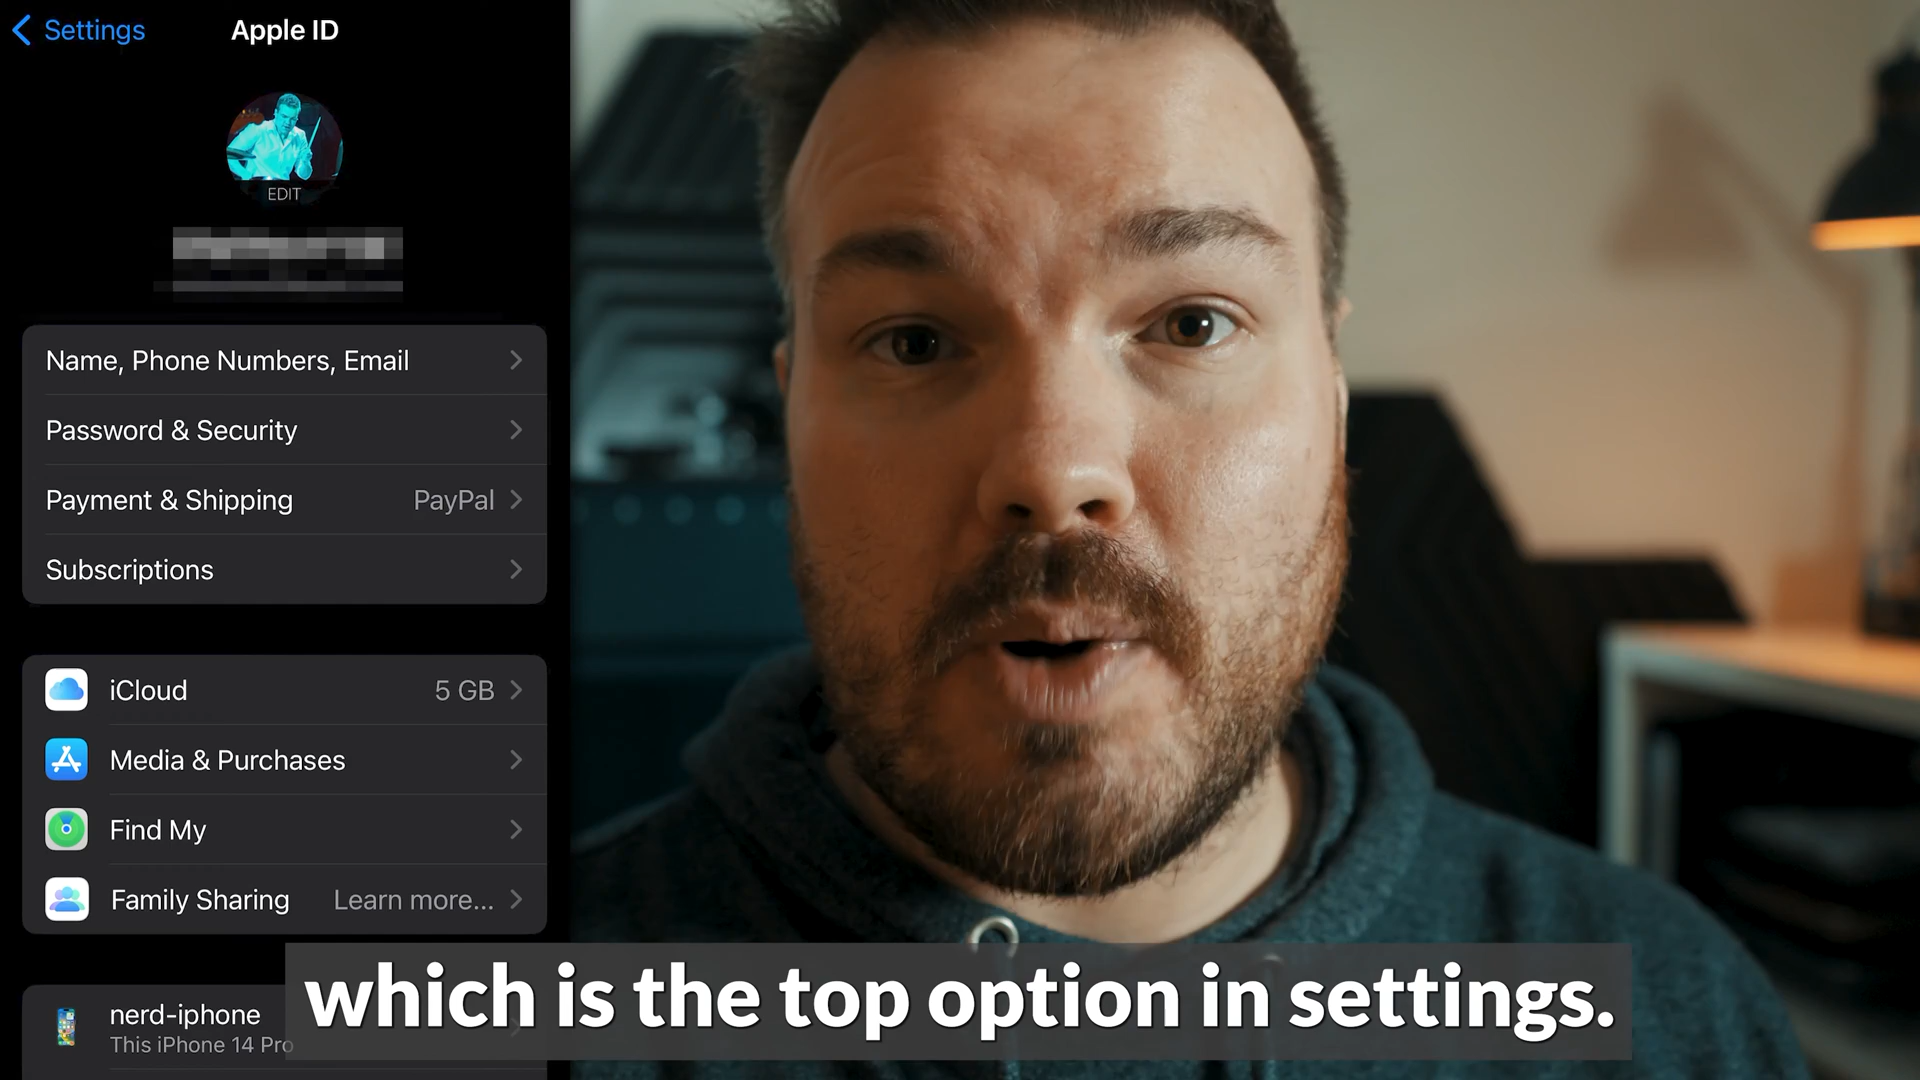 Settings
Apple ID
EDIT
Name, Phone Numbers, Email
Password & Security
Payment & Shipping PayPal
Subscriptions
iCloud 5 GB
Media & Purchases
Find My
Family Sharing Learn more...
nerd-iphone
This iPhone 14 Pro
which is the top option in settings.